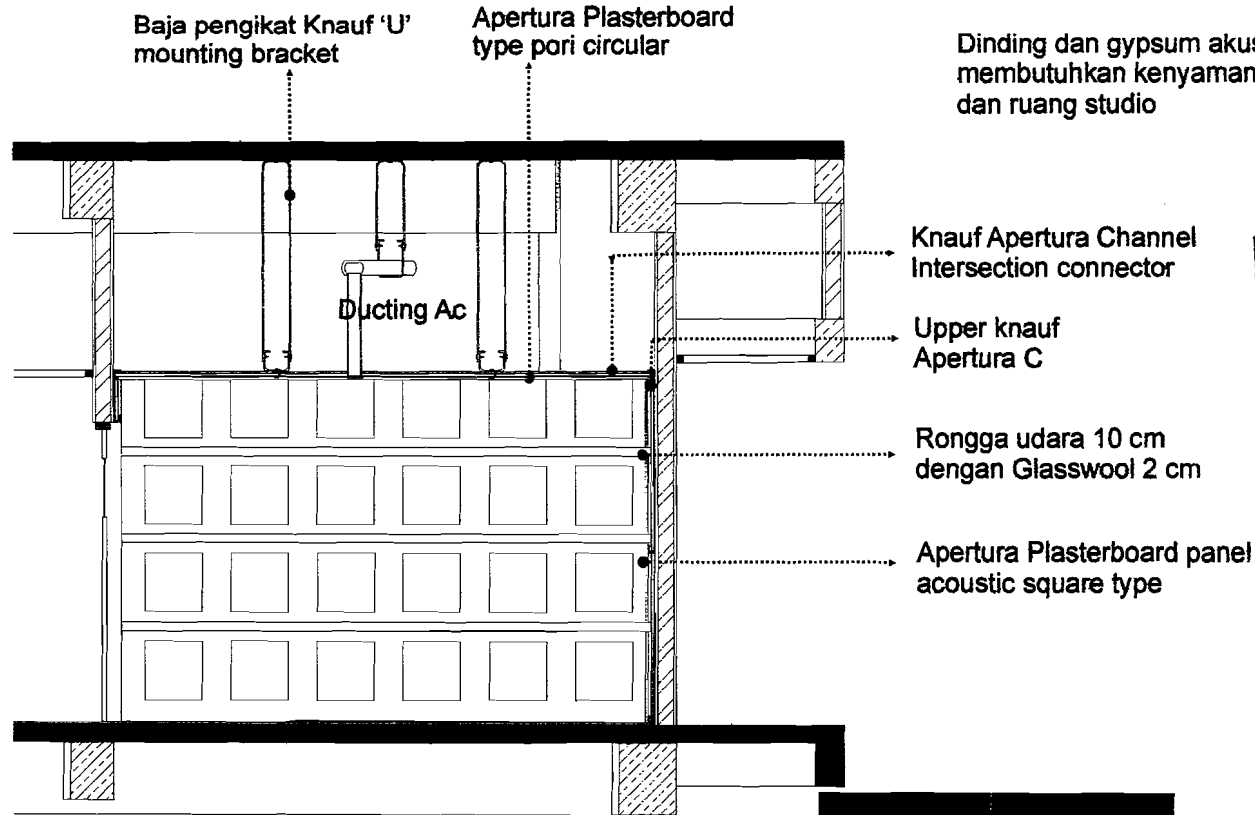 Baja pengikat Knauf ‘U’
mounting bracket
Apertura Plasterboard
type pori circular
Dinding dan gypsum
membutuhkan
dan ruang studio
Knauf Apertura Channel
Intersection connector
Ducting Ac
Upper knauf
Apertura C
Rongga udara 10 cm
dengan Glasswool 2 cm
Apertura Plasterboard panel
acoustic square type